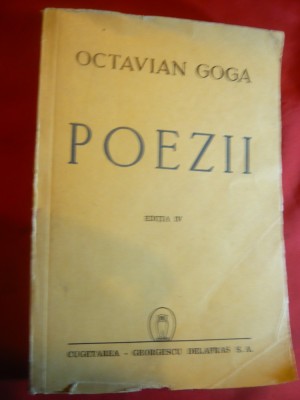 OCTAVIAN GOGA
POEZII
EDIȚIA IV
CUGETAREA - GEORGESCU DELAFRAS S. A.